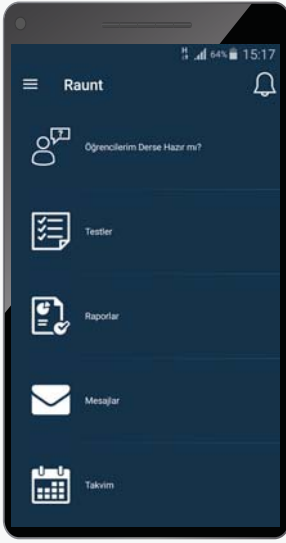 64% 15:17
Raunt
?
Öğrencilerim Derse Hazır mı?
Testler
Raporlar
Mesajlar
Takvim